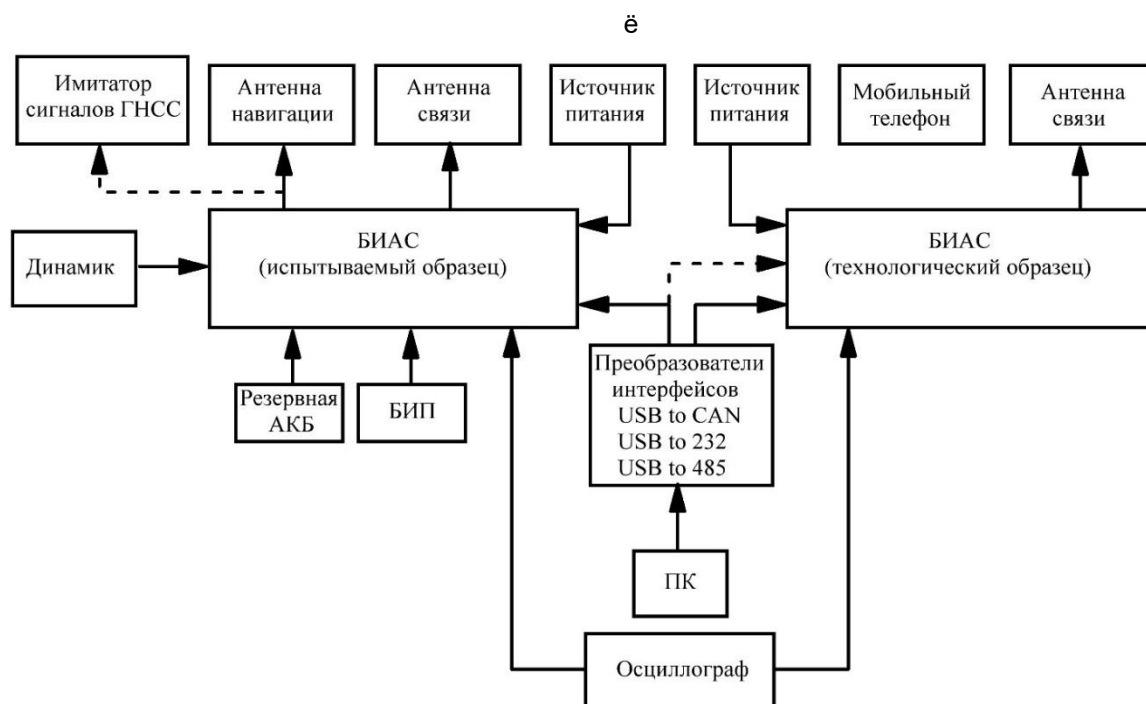 ё
Имитатор
сигналов ГНСС
Антенна
навигации
Антенна
связи
Источник
питания
Источник
питания
Мобильный
телефон
Антенна
связи
Динамик
БИАС
(испытываемый образец)
БИАС
(технологический образец)
Резервная
АКБ
БИП
Преобразователи
интерфейсов
USB to CAN
USB to 232
USB to 485
ПК
Осциллограф